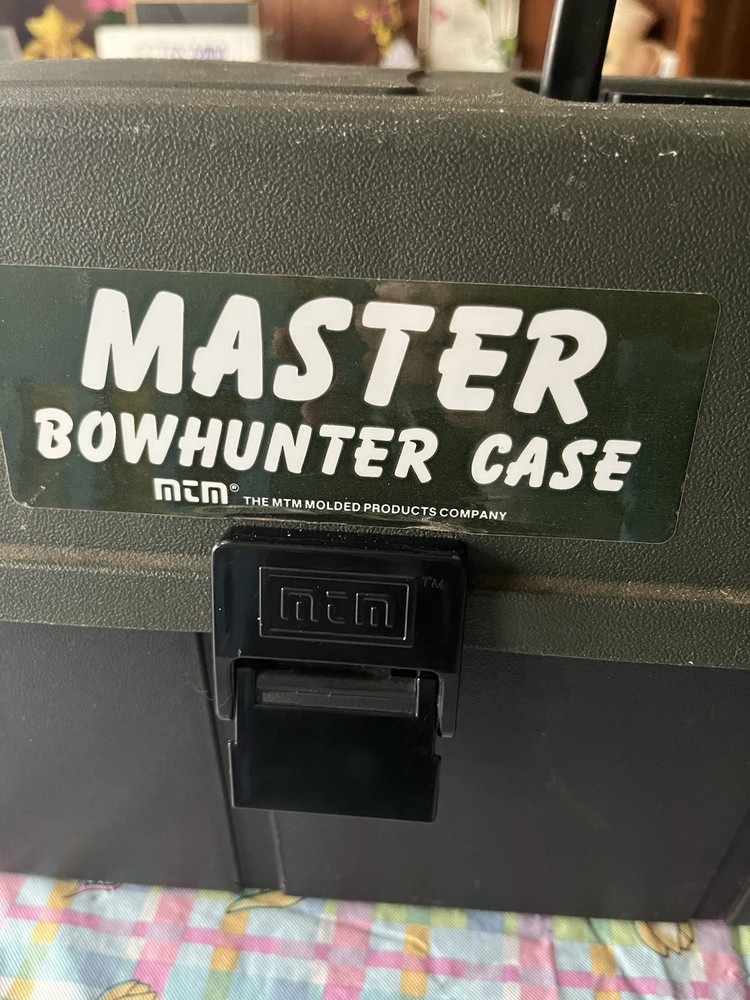 MASTER
BOWHUNTER CASE
mtm® THE MTM MOLDED PRODUCTS COMPANY
mtm™